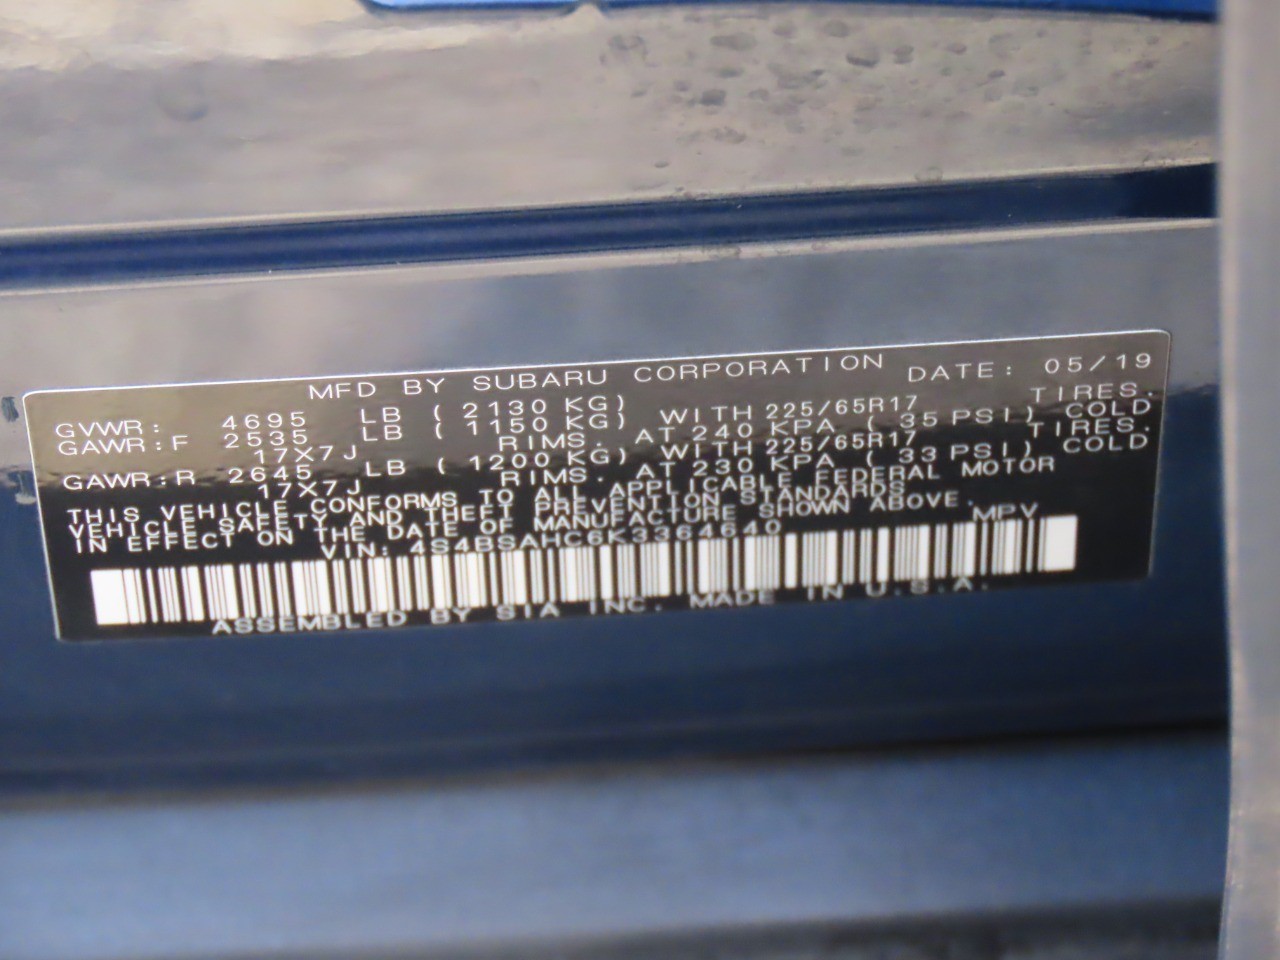 MFD BY SUBARU CORPORATION DATE: 05/19
GVWR: 4695 LB ( 2130 KG)
GAWR:F 2535 LB ( 1150 KG) WITH 225/65R17 TIRES.
17X7J RIMS. AT 240 KPA ( 35 PSI) COLD
GAWR:R 2645 LB ( 1200 KG) WITH 225/65R17 TIRES.
17X7J RIMS. AT 230 KPA ( 33 PSI) COLD
THIS VEHICLE CONFORMS TO ALL APPLICABLE FEDERAL MOTOR
VEHICLE SAFETY AND THEFT PREVENTION STANDARDS
IN EFFECT ON THE DATE OF MANUFACTURE SHOWN ABOVE.
VIN: 4S4BSAHC6K3364640 MPV
ASSEMBLED BY SIA INC. MADE IN U.S.A.